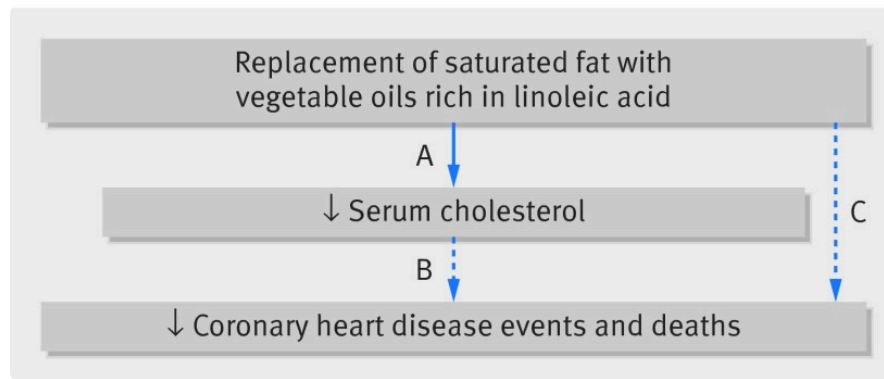 Replacement of saturated fat with
vegetable oils rich in linoleic acid
A
↓ Serum cholesterol
C
B
↓ Coronary heart disease events and deaths